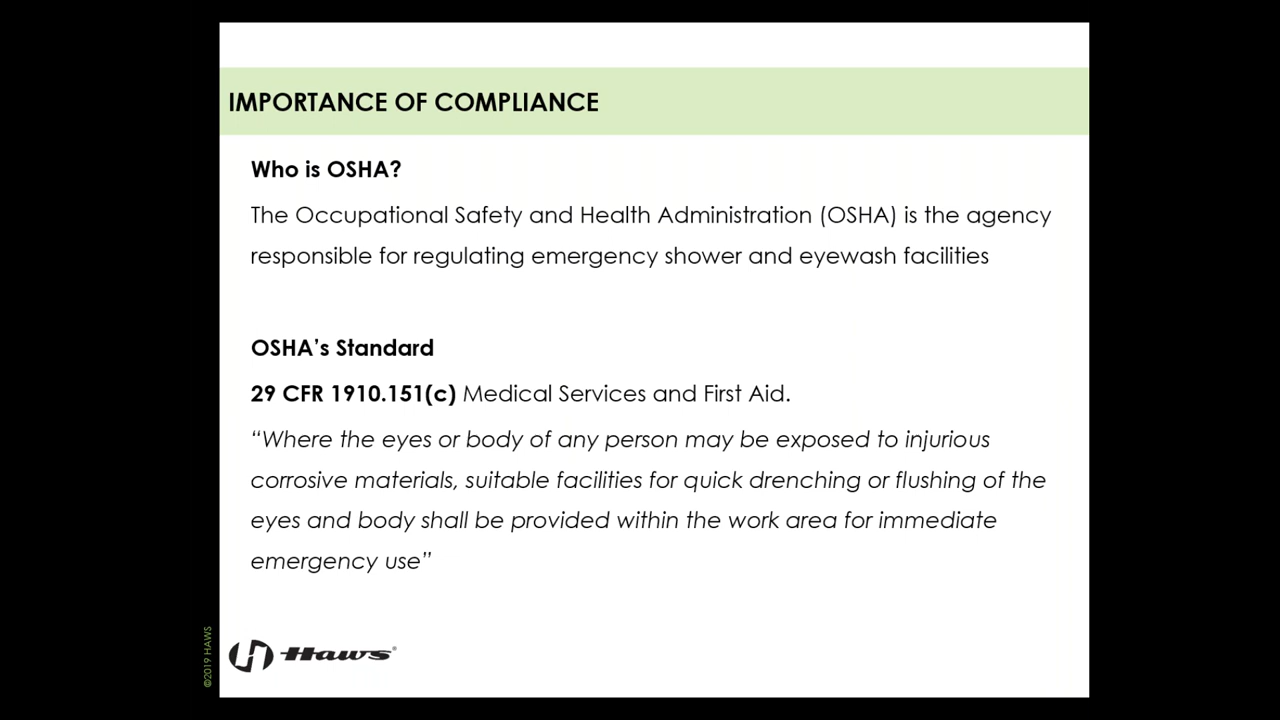 IMPORTANCE OF COMPLIANCE
Who is OSHA?
The Occupational Safety and Health Administration (OSHA) is the agency
responsible for regulating emergency shower and eyewash facilities
OSHA’s Standard
29 CFR 1910.151(c) Medical Services and First Aid.
“Where the eyes or body of any person may be exposed to injurious
corrosive materials, suitable facilities for quick drenching or flushing of the
eyes and body shall be provided within the work area for immediate
emergency use”
©2019 HAWS
Haws®